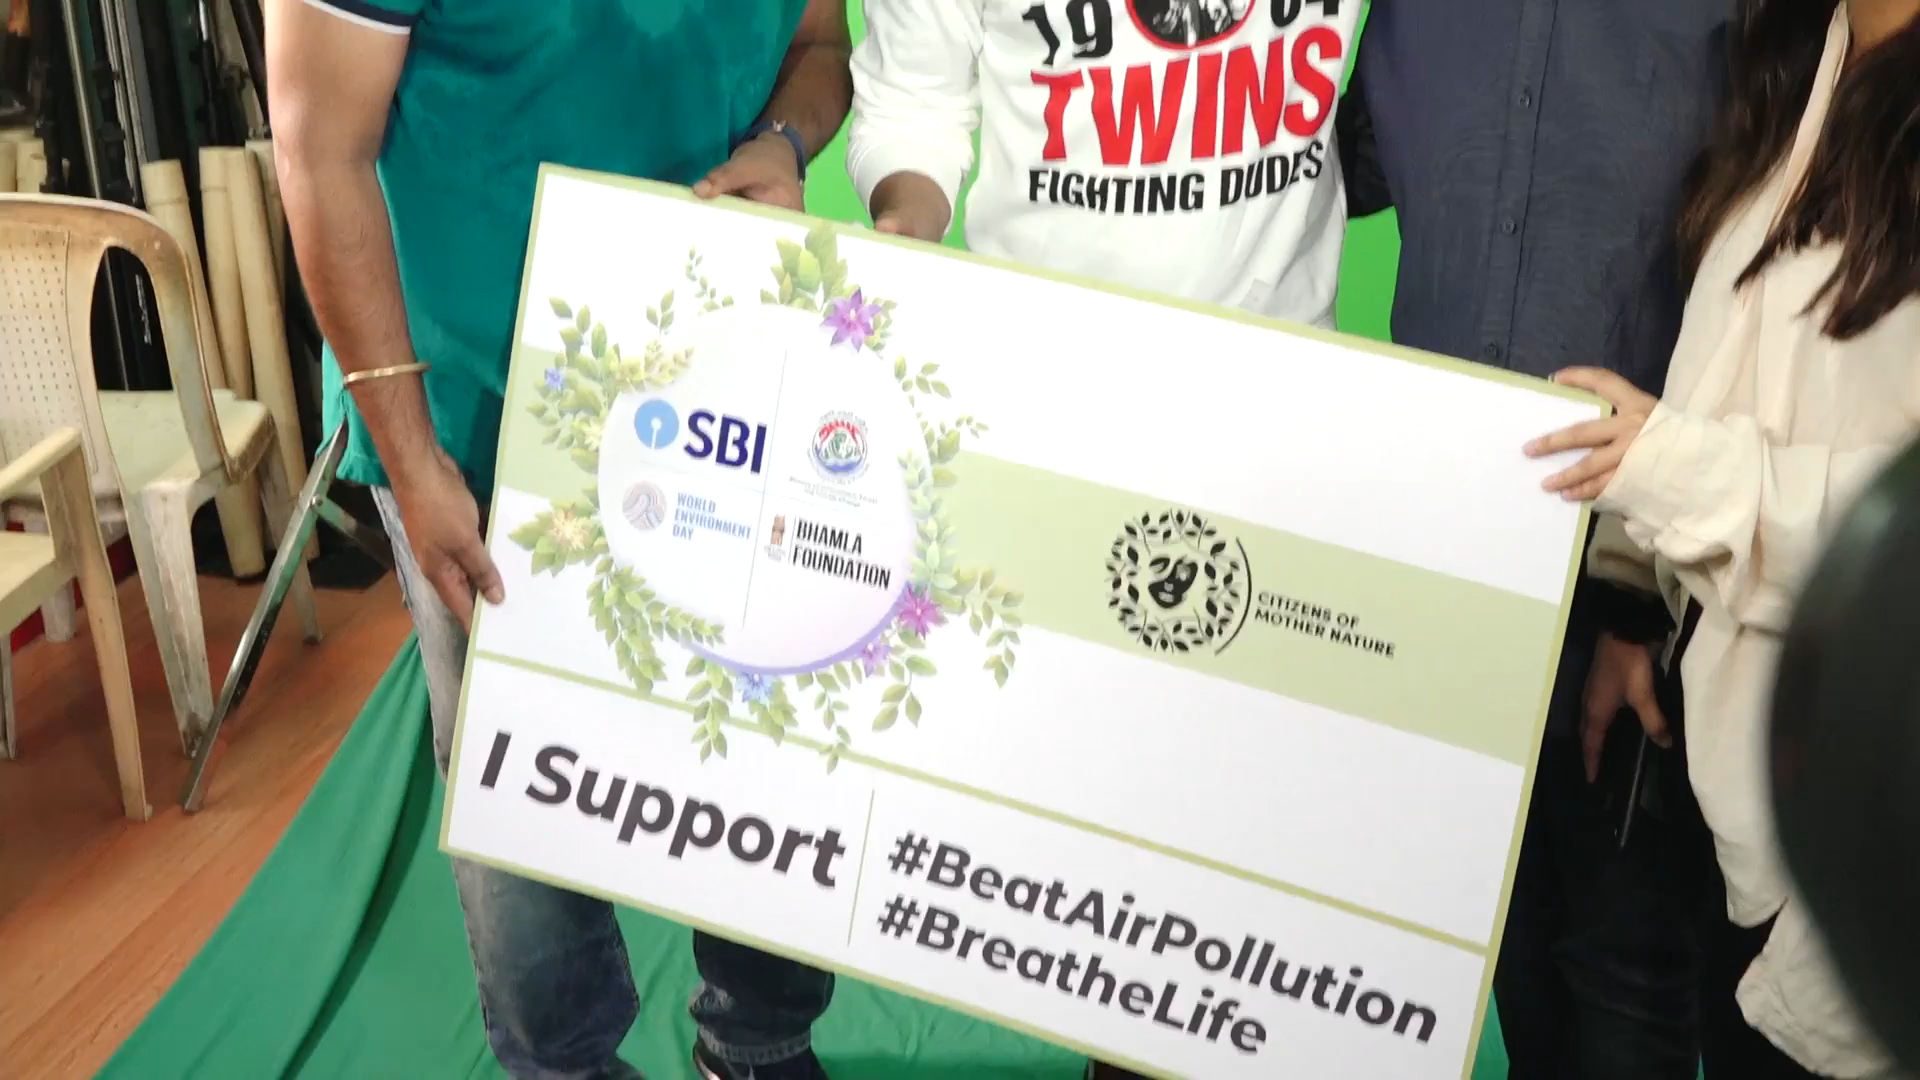 19
TWINS
FIGHTING DUDES
SBI
WORLD
ENVIRONMENT
DAY
BHAMLA
FOUNDATION
CITIZENS OF
MOTHER NATURE
I Support
#BeatAirPollution
#BreatheLife